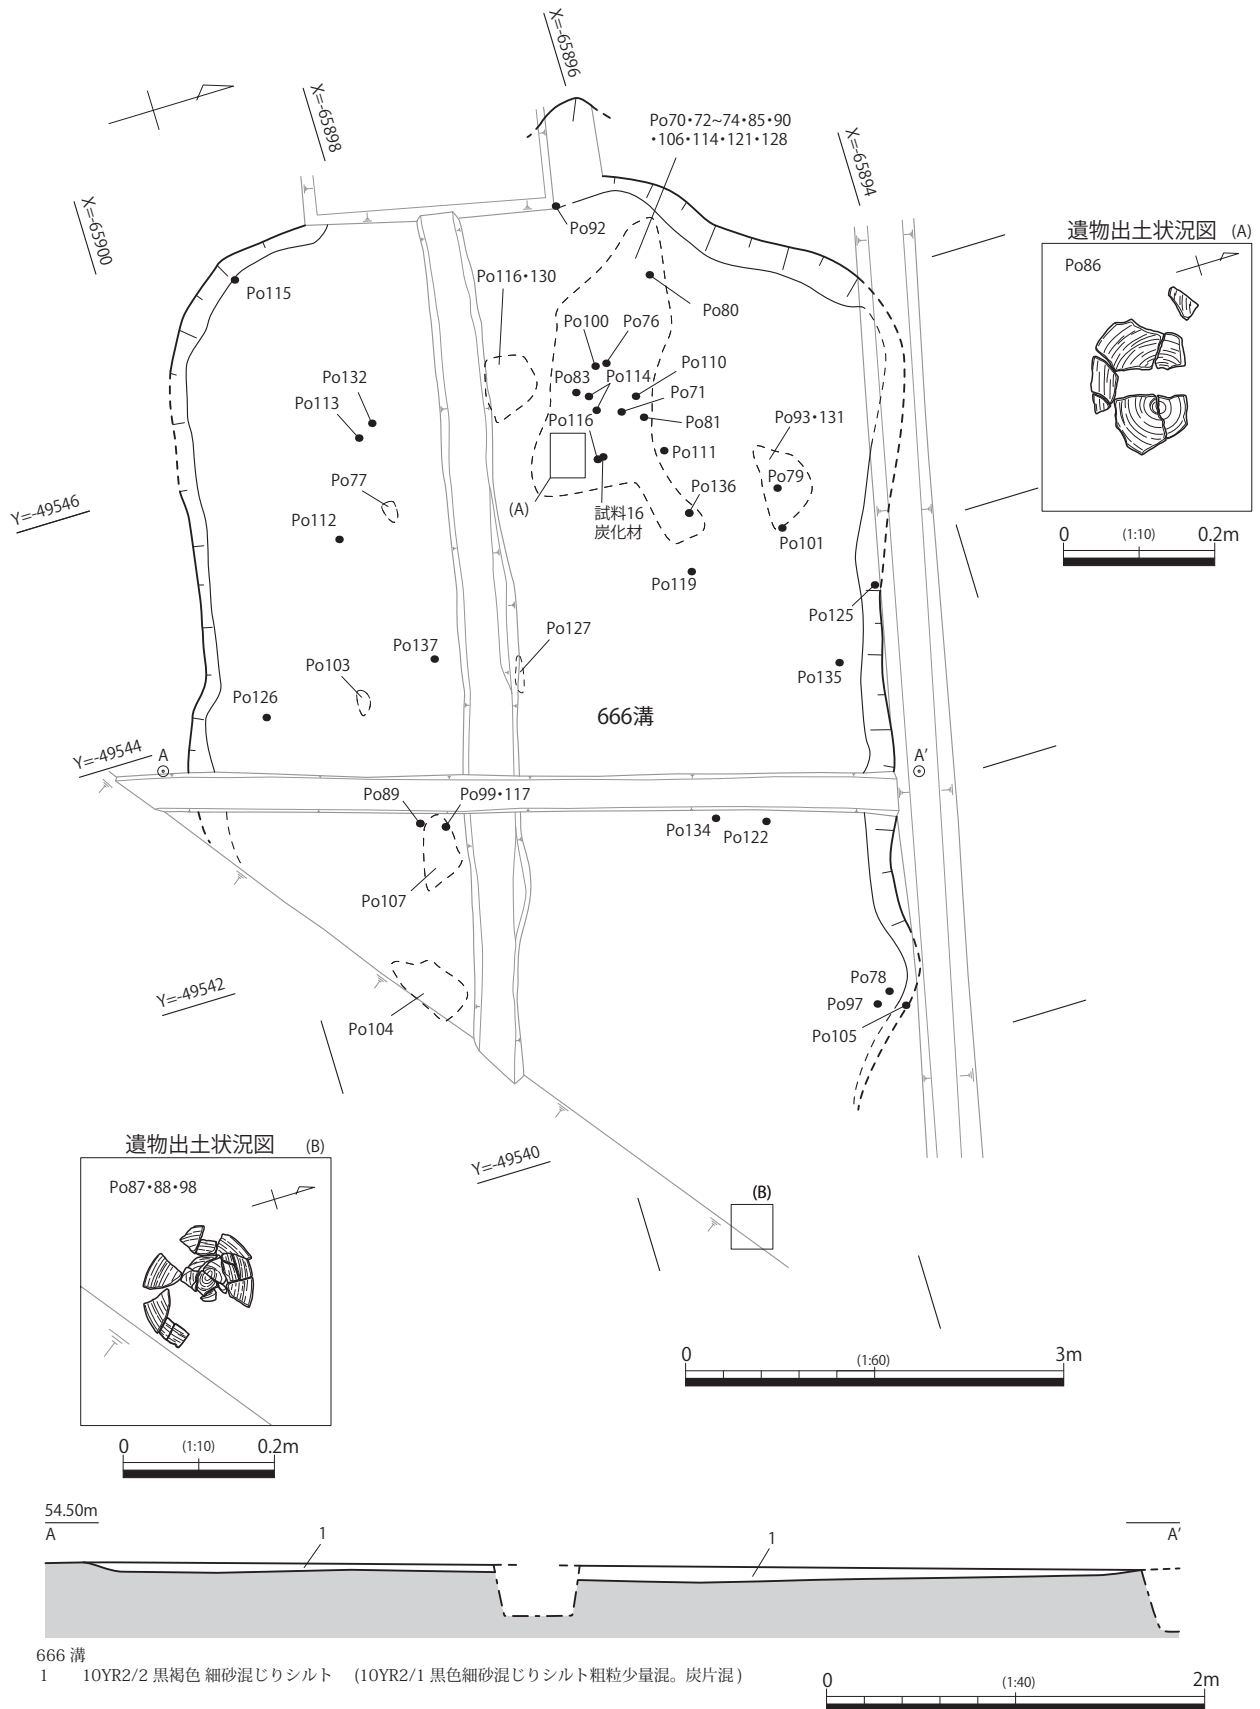 X=-65896
X=-65898
Po70・72~74・85・90
・106・114・121・128
X=-65894
X=-65900
遺物出土状況図 (A)
Po86
0 (1:10) 0.2m
Po92
Po115
Po116・130
Po80
Po100
Po76
Po110
Po132
Po83
Po114
Po71
Po113
Po116
Po81
Po93・131
Po111
Po77
Po79
Po136
Y=-49546
(A)
試料16
炭化材
Po112
Po101
Po119
Po125
Po127
Po137
Po103
Po135
Po126
666溝
Y=-49544
A
A’
Po89
Po99・117
Po134
Po122
Po107
Y=-49542
Po78
Po97
Po104
Po105
遺物出土状況図 (B)
Y=-49540
Po87・88・98
(B)
0 (1:60) 3m
0 (1:10) 0.2m
54.50m
A
A’
1
1
666 溝
1 10YR2/2 黒褐色 細砂混じりシルト (10YR2/1 黒色細砂混じりシルト粗粒少量混。炭片混)
0 (1:40) 2m